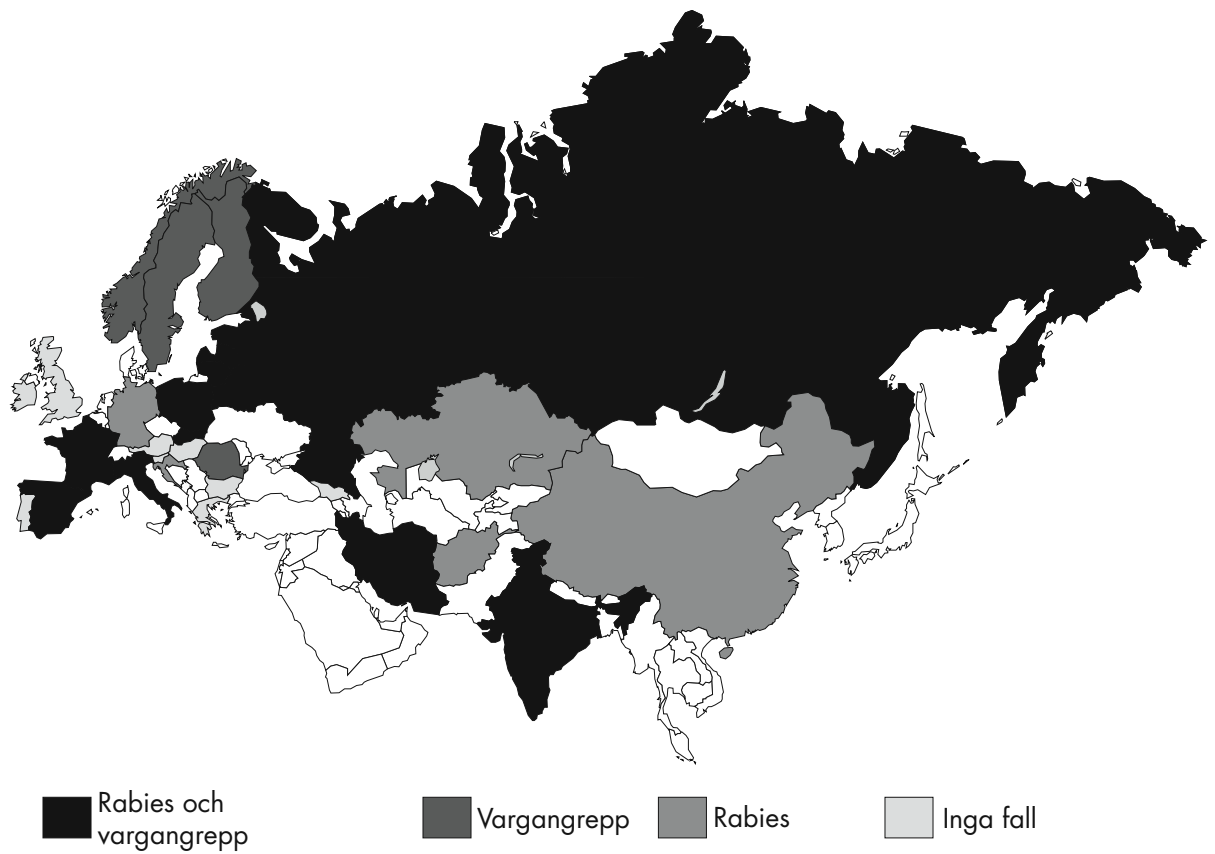 Rabies och
vargangrepp
Vargangrepp
Rabies
Inga fall